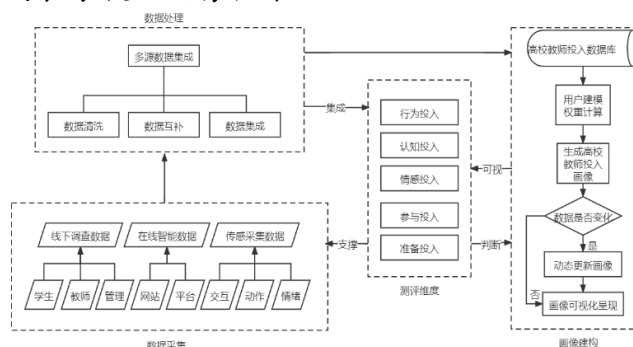 数据处理
多源数据集成
数据清洗
数据互补
数据集成
集成
线下调查数据
在线智能数据
传感采集数据
学生
教师
管理
网站
平台
交互
动作
情绪
数据采集
支撑
行为投入
认知投入
情感投入
参与投入
准备投入
测评维度
可视
判断
高校教师投入数据库
用户建模
权重计算
生成高校
教师投入
画像
数据是否变化
是
动态更新画像
否
画像可视化呈现
画像建构